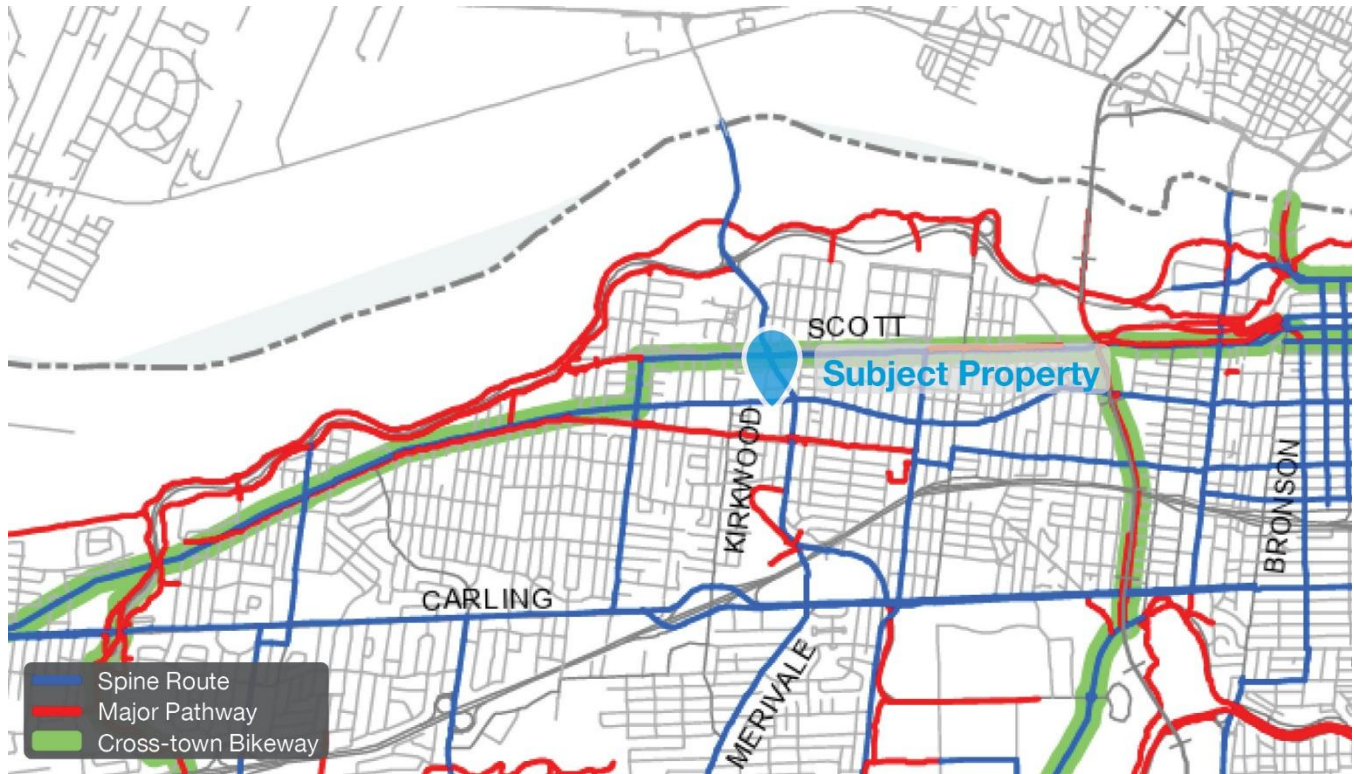 SCOTT
Subject Property
KIRKWOOD
BRONSON
CARLING
MERIVALE
Spine Route
Major Pathway
Cross-town Bikeway